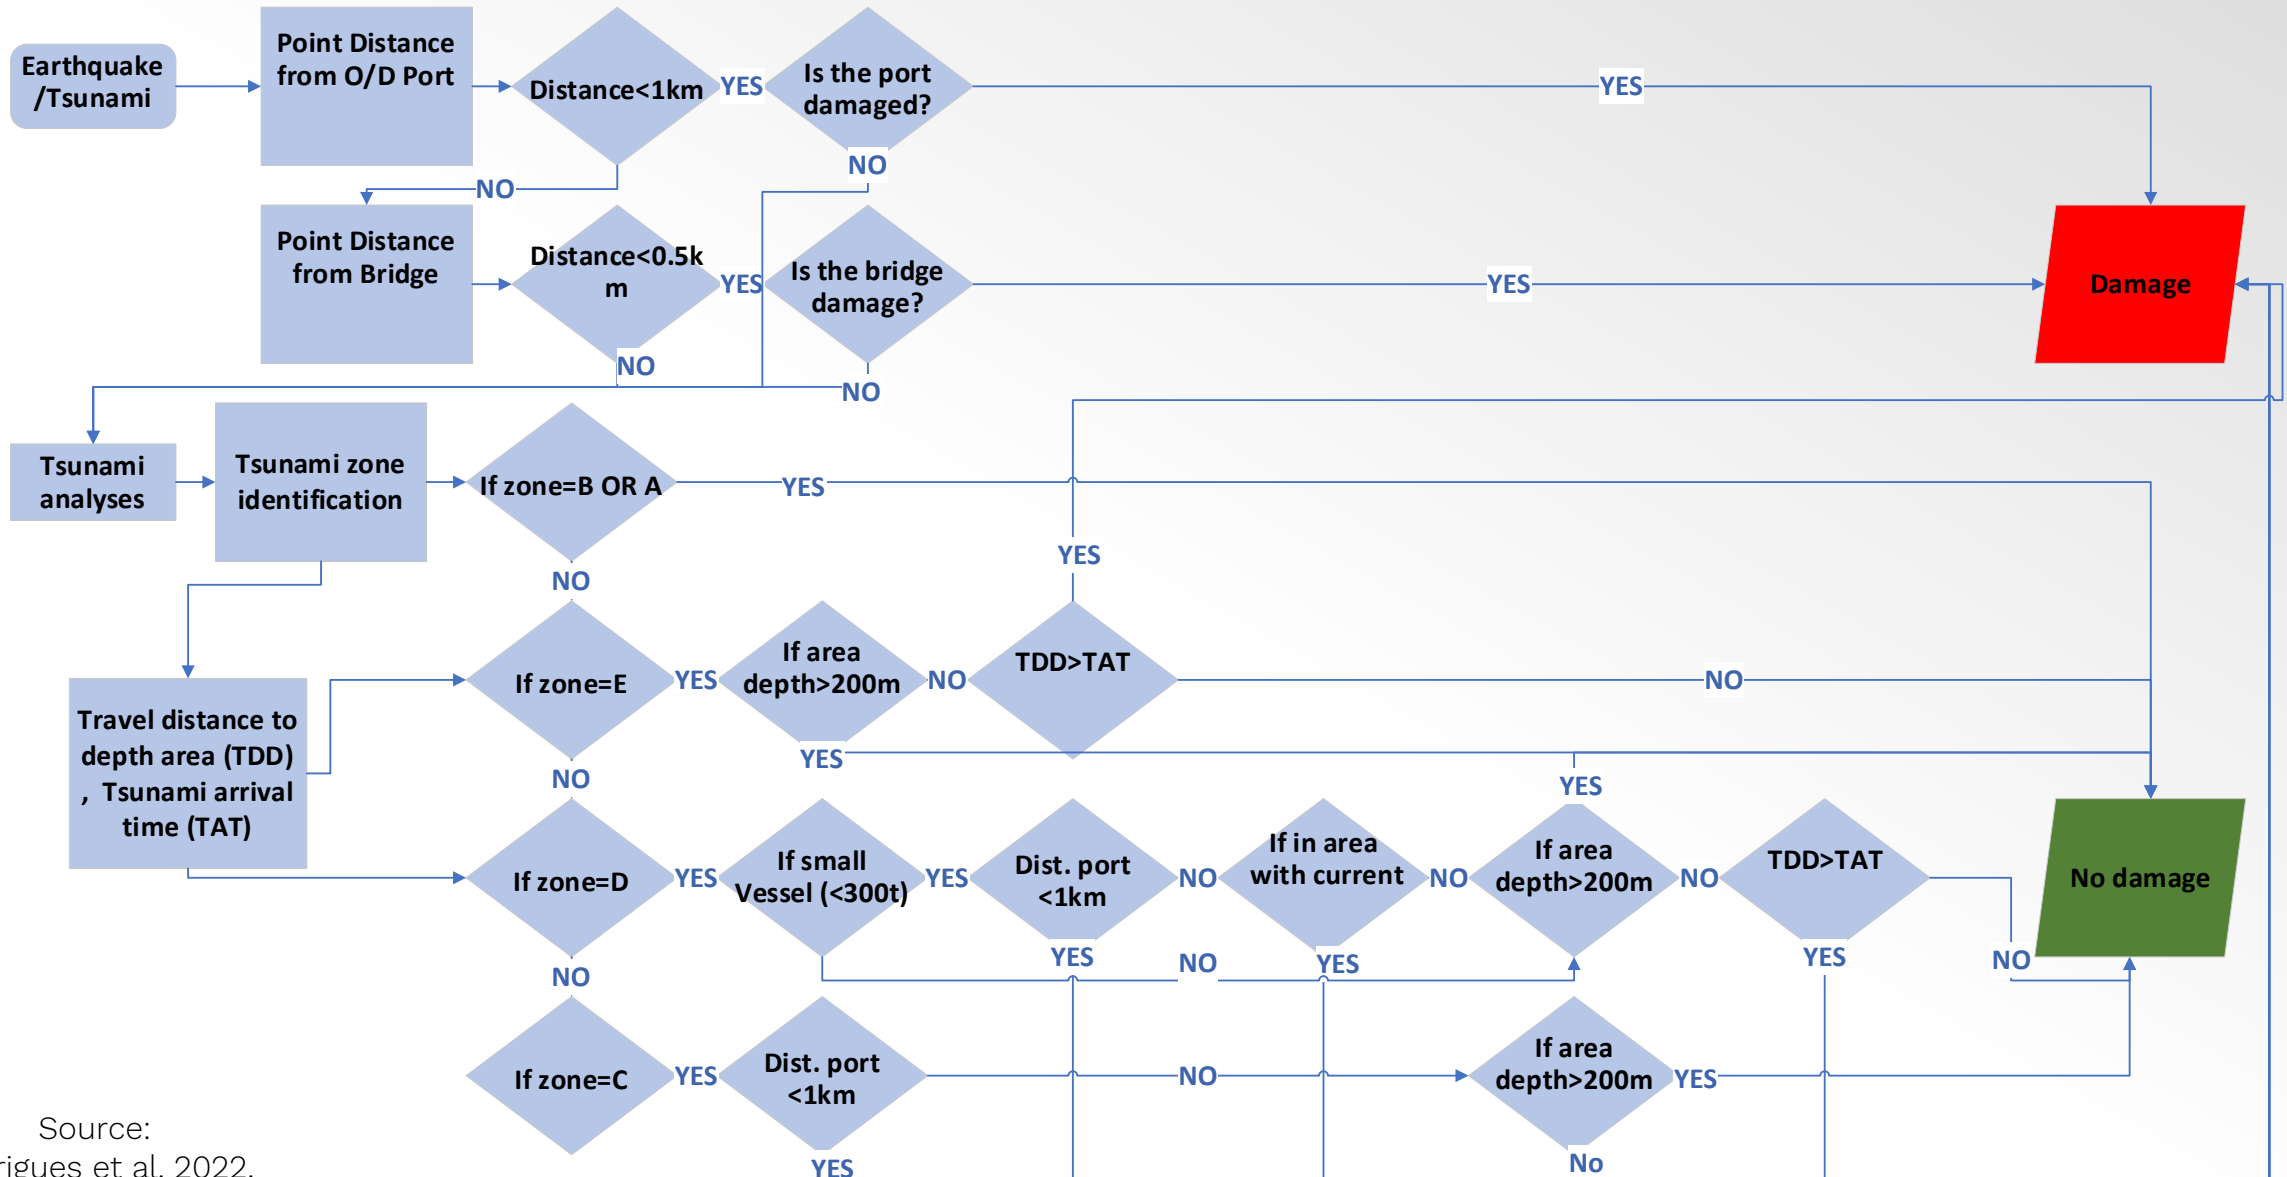 Earthquake
/Tsunami
Point Distance
from O/D Port
Distance<1km
YES
Is the port
damaged?
YES
NO
NO
Point Distance
from Bridge
Distance<0.5k
m
YES
Is the bridge
damage?
YES
Damage
NO
NO
Tsunami
analyses
Tsunami zone
identification
If zone=B OR A
YES
YES
NO
Travel distance to
depth area (TDD)
, Tsunami arrival
time (TAT)
If zone=E
YES
If area
depth>200m
NO
TDD>TAT
NO
YES
NO
YES
If zone=D
YES
If small
Vessel (<300t)
YES
Dist. port
<1km
NO
If in area
with current
NO
If area
depth>200m
NO
TDD>TAT
No damage
NO
YES
NO
YES
YES
NO
If zone=C
YES
Dist. port
<1km
NO
If area
depth>200m
YES
YES
No
Source:
rigues et al. 2022.